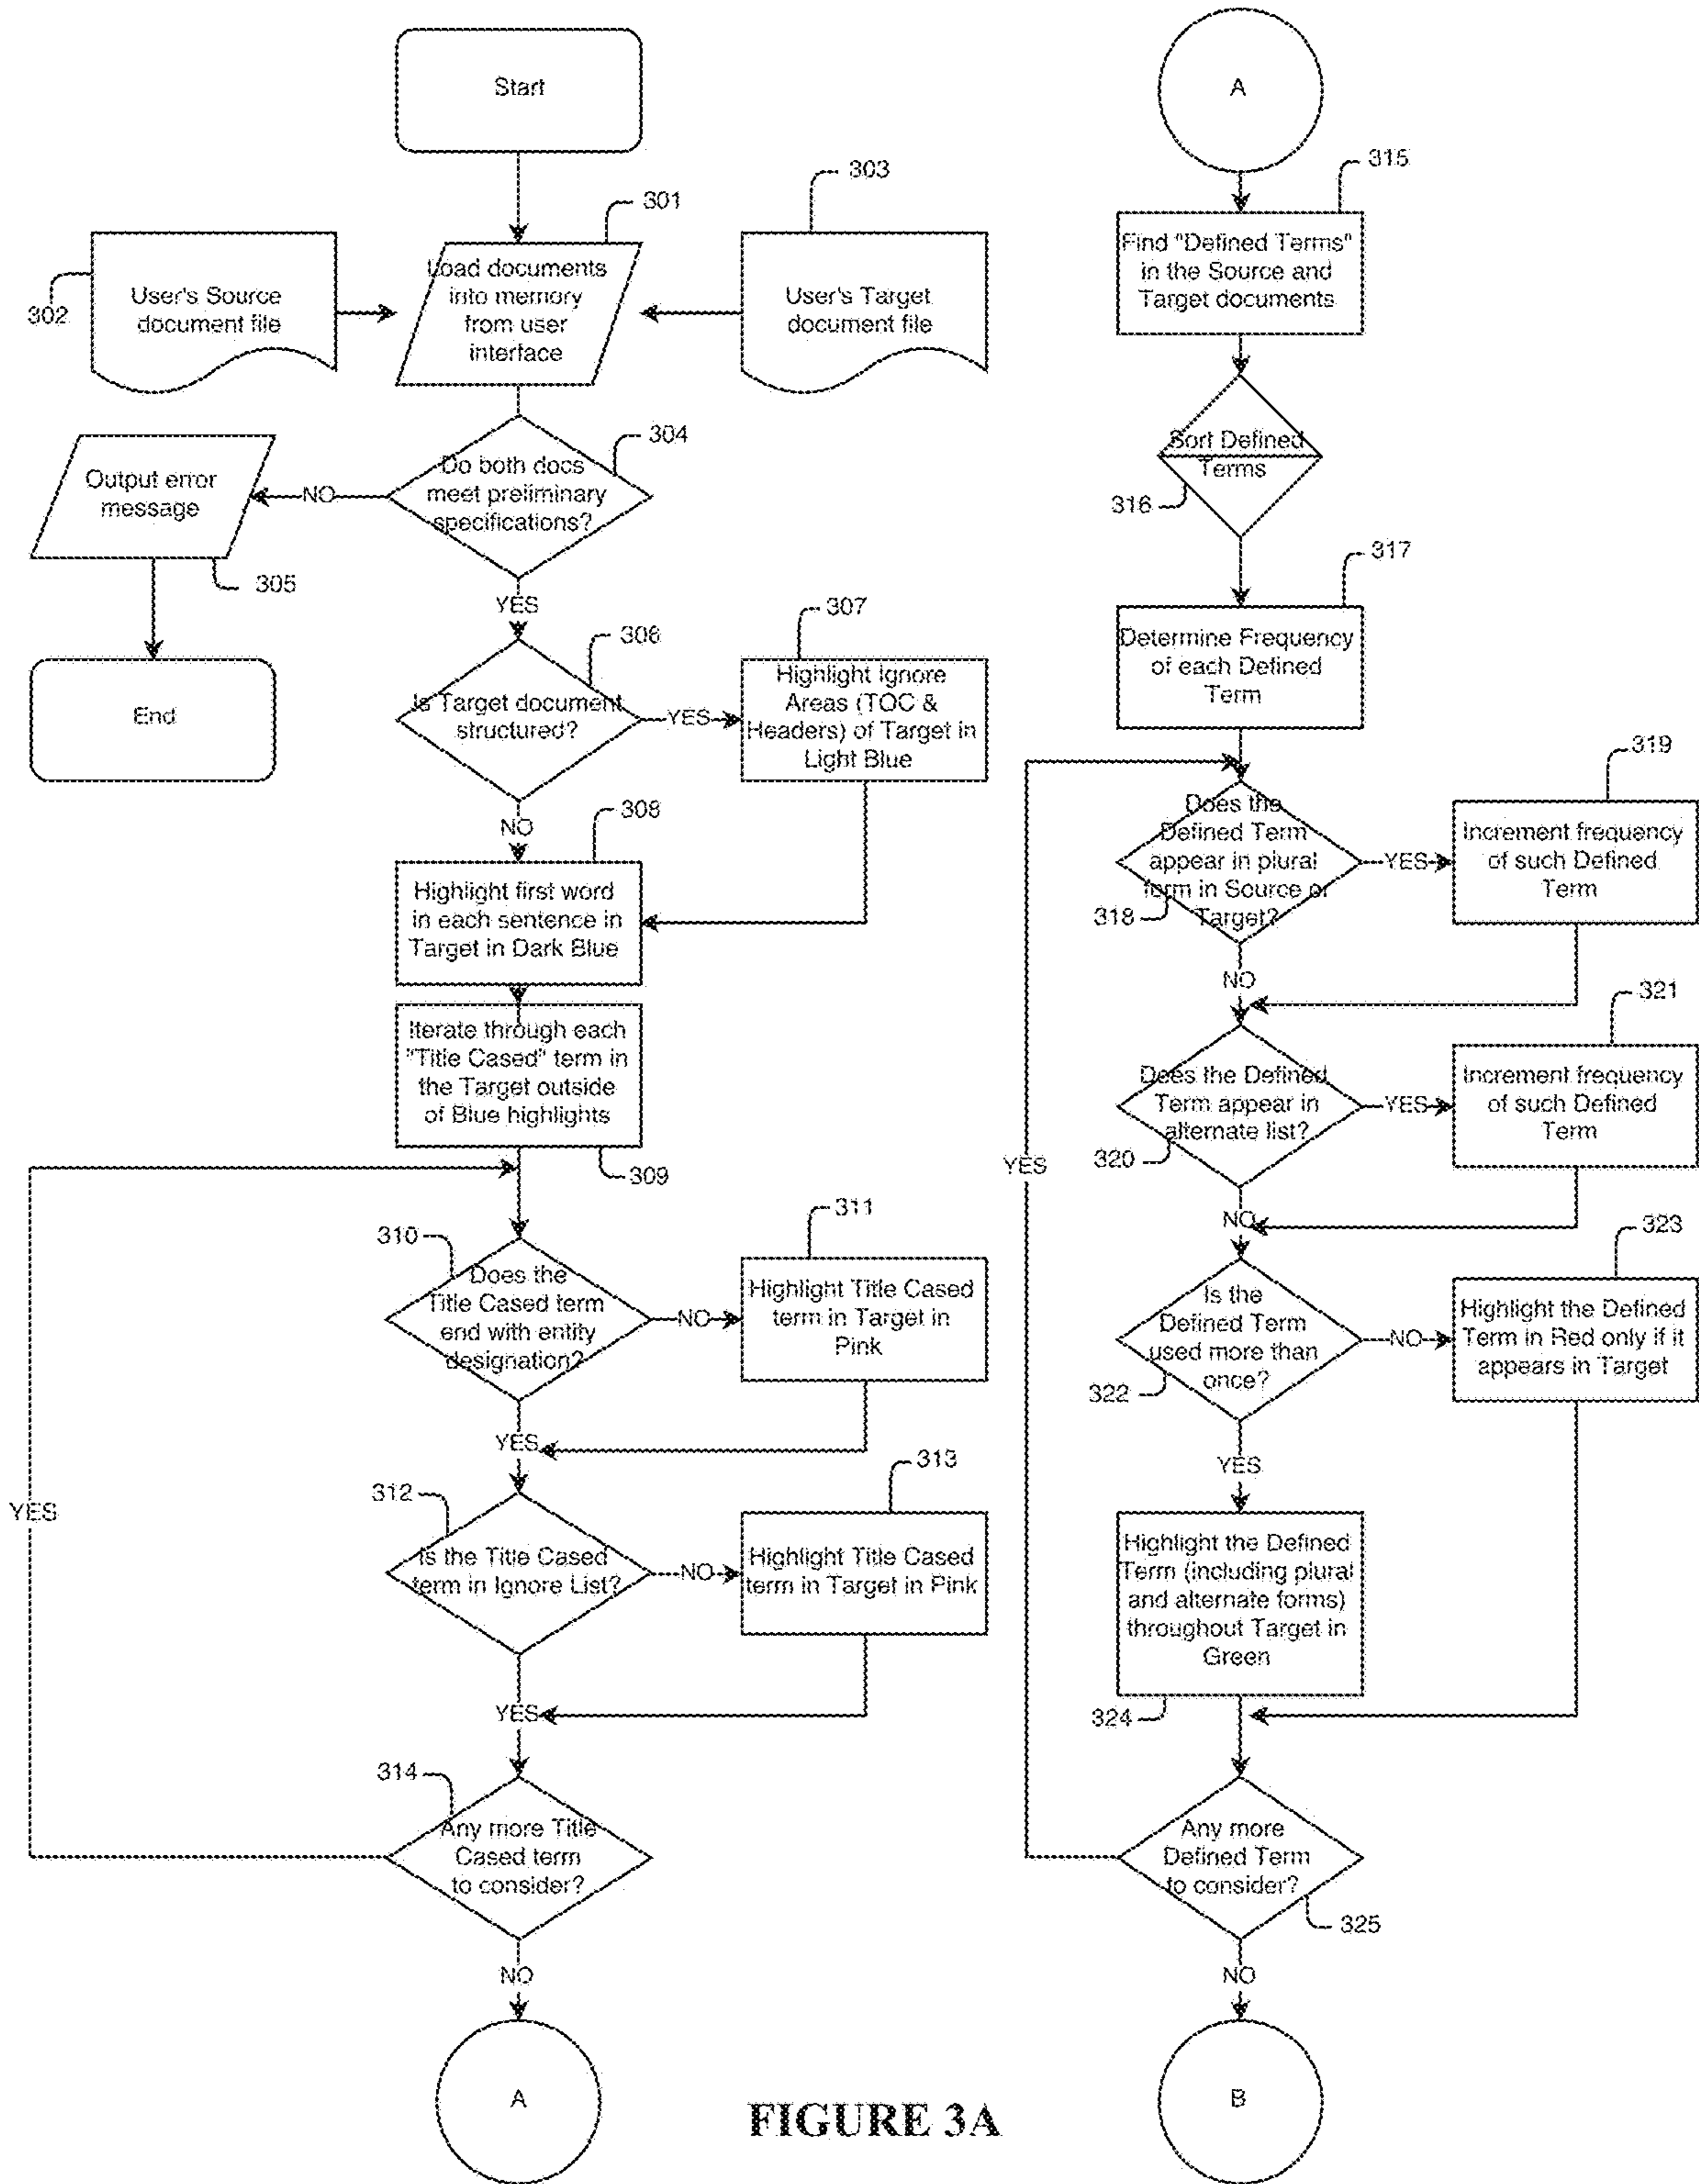 Start
301
303
302
User's Source
document file
Load documents
into memory
from user
interface
User's Target
document file
304
Do both docs
meet preliminary
specifications?
NO
Output error
message
305
End
YES
306
Is Target document
structured?
YES
307
Highlight Ignore
Areas (TOC &
Headers) of Target in
Light Blue
NO
308
Highlight first word
in each sentence in
Target in Dark Blue
Iterate through each
"Title Cased" term in
the Target outside
of Blue highlights
309
310
Does the
Title Cased term
end with entity
designation?
NO
311
Highlight Title Cased
term in Target in
Pink
YES
312
Is the Title Cased
term in Ignore List?
NO
313
Highlight Title Cased
term in Target in Pink
YES
YES
314
Any more Title
Cased term
to consider?
NO
A
A
315
Find "Defined Terms"
in the Source and
Target documents
Sort Defined
Terms
316
317
Determine Frequency
of each Defined
Term
Does the
Defined Term
appear in plural
form in Source or
Target?
318
YES
319
Increment frequency
of such Defined
Term
NO
Does the Defined
Term appear in
alternate list?
320
YES
321
Increment frequency
of such Defined
Term
YES
NO
Is the
Defined Term
used more than
once?
322
NO
323
Highlight the Defined
Term in Red only if it
appears in Target
YES
Highlight the Defined
Term (including plural
and alternate forms)
throughout Target in
Green
324
Any more
Defined Term
to consider?
325
NO
B
FIGURE 3A